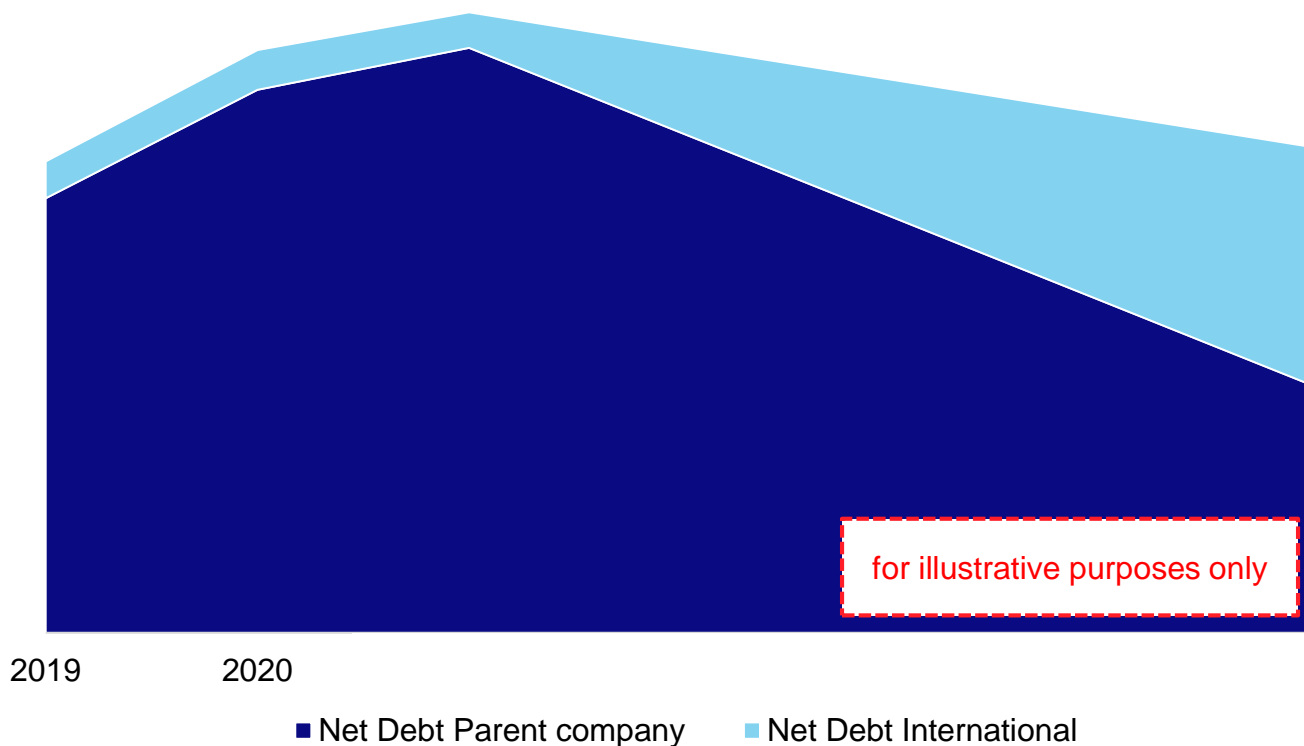 for illustrative purposes only
2019 2020
Net Debt Parent company Net Debt International